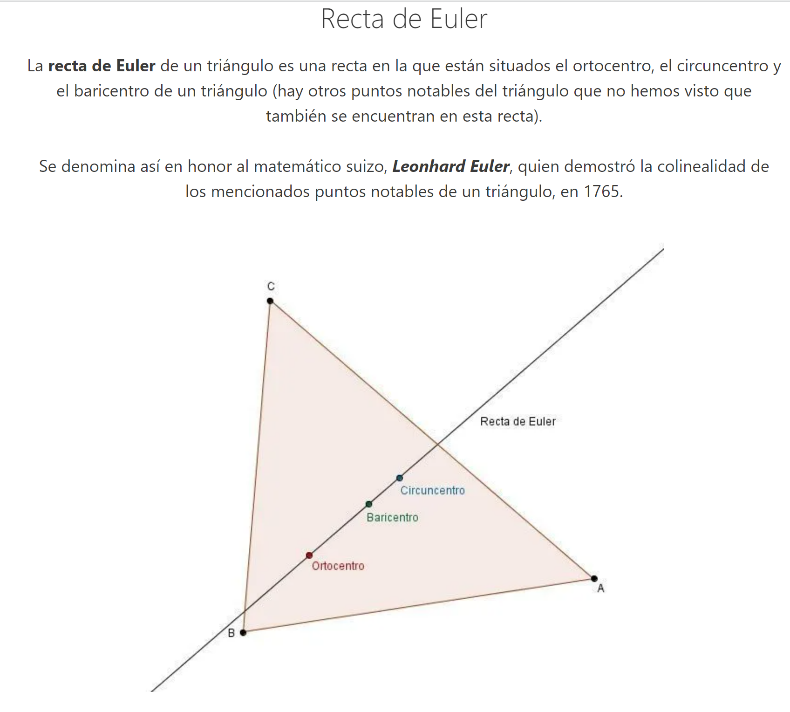 Recta de Euler
La recta de Euler de un triángulo es una recta en la que están situados el ortocentro, el circuncentro y
el baricentro de un triángulo (hay otros puntos notables del triángulo que no hemos visto que
también se encuentran en esta recta).
Se denomina así en honor al matemático suizo, Leonhard Euler, quien demostró la colinealidad de
los mencionados puntos notables de un triángulo, en 1765.
C
Recta de Euler
Circuncentro
Baricentro
Ortocentro
A
B